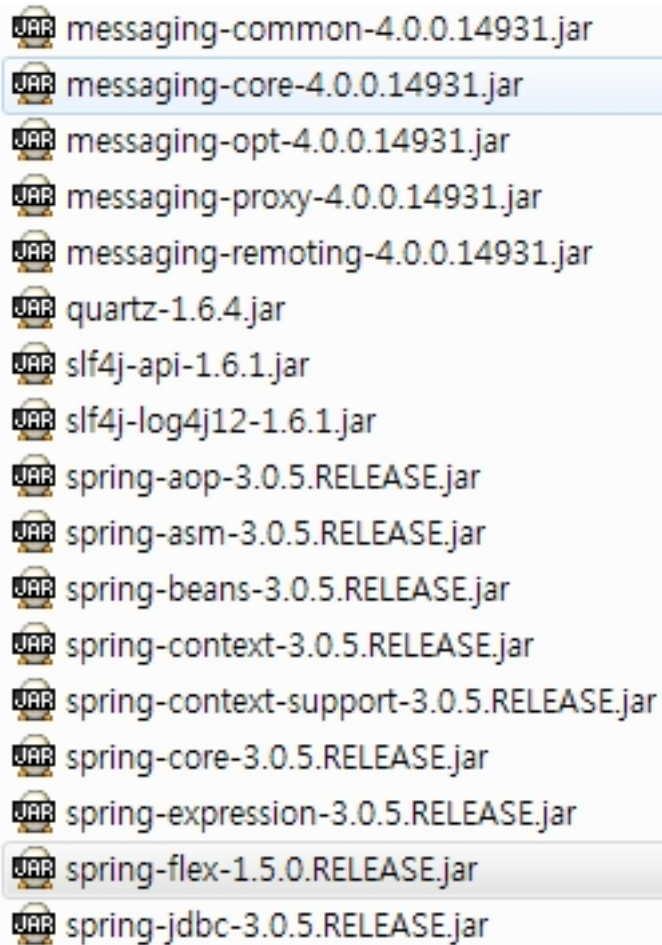 messaging-common-4.0.0.14931.jar
messaging-core-4.0.0.14931.jar
messaging-opt-4.0.0.14931.jar
messaging-proxy-4.0.0.14931.jar
messaging-remoting-4.0.0.14931.jar
quartz-1.6.4.jar
slf4j-api-1.6.1.jar
slf4j-log4j12-1.6.1.jar
spring-aop-3.0.5.RELEASE.jar
spring-asm-3.0.5.RELEASE.jar
spring-beans-3.0.5.RELEASE.jar
spring-context-3.0.5.RELEASE.jar
spring-context-support-3.0.5.RELEASE.jar
spring-core-3.0.5.RELEASE.jar
spring-expression-3.0.5.RELEASE.jar
spring-flex-1.5.0.RELEASE.jar
spring-jdbc-3.0.5.RELEASE.jar